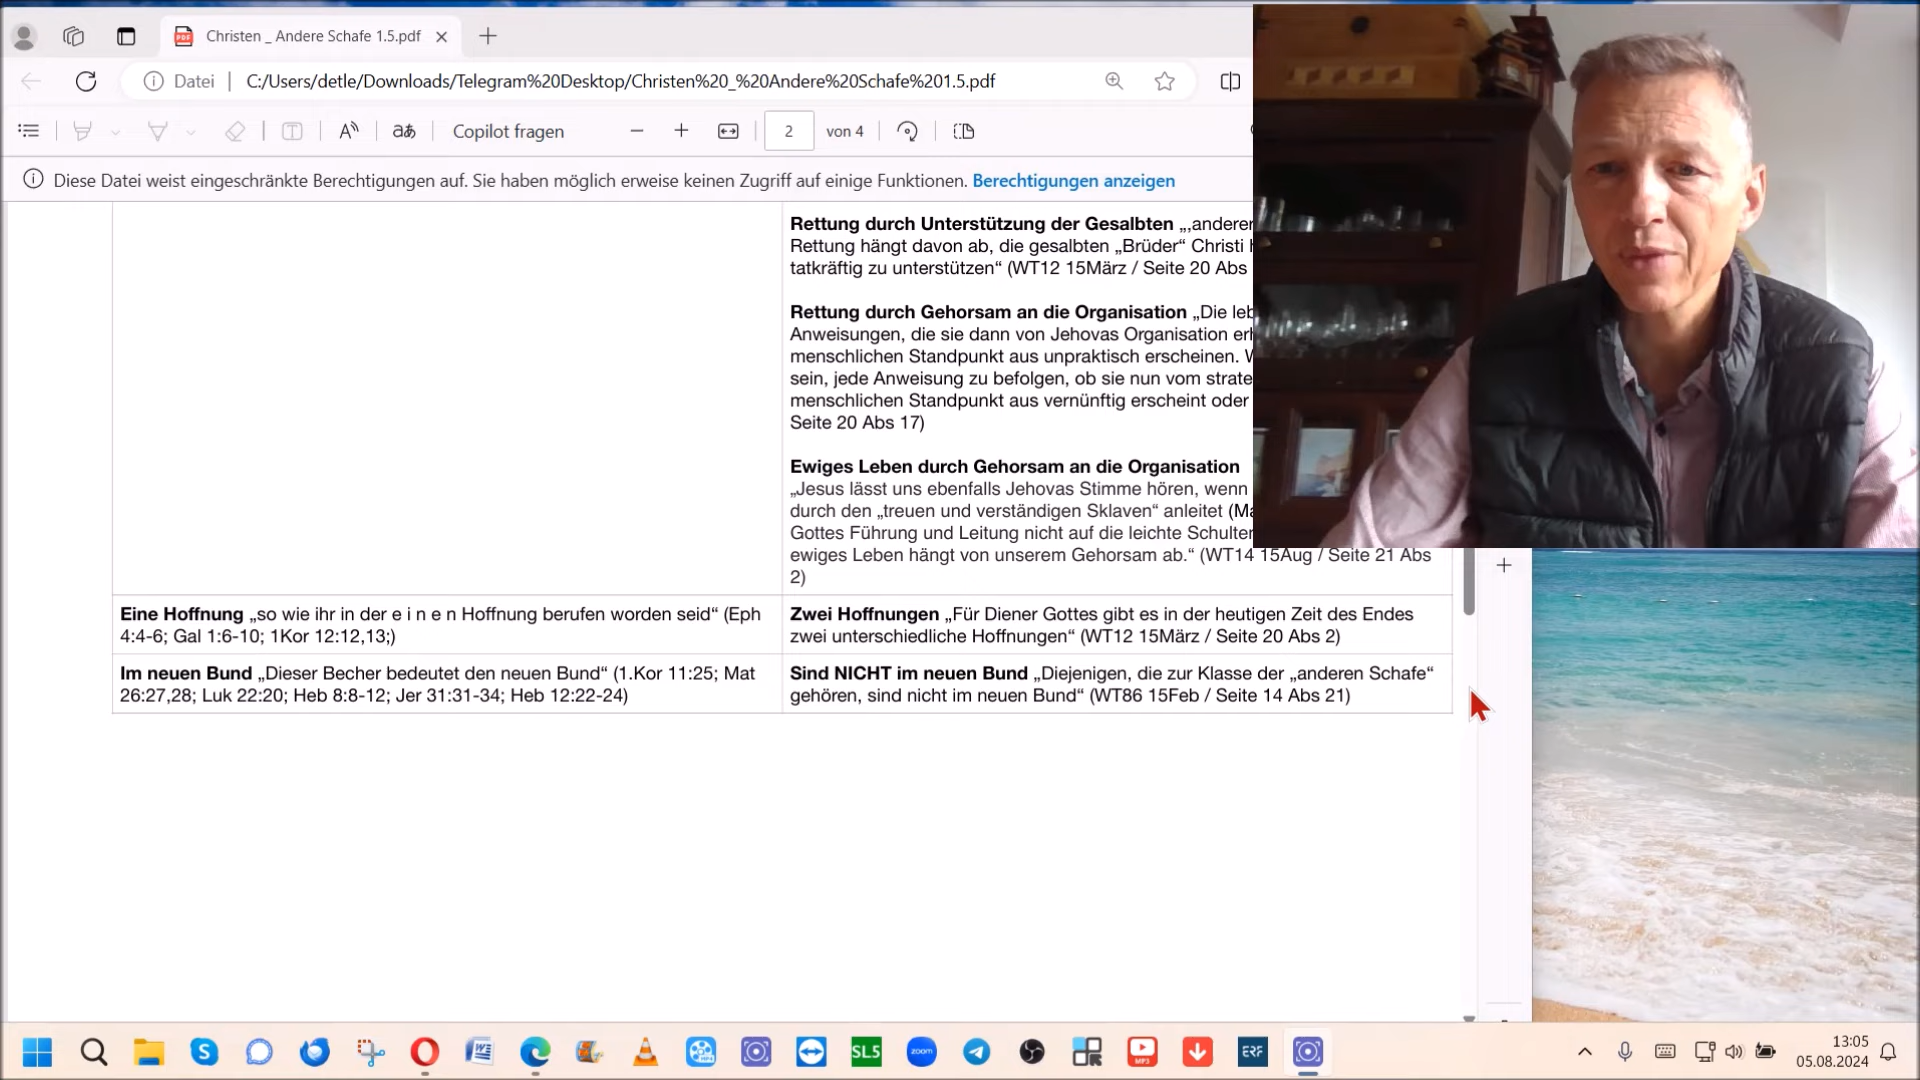 Christen _ Andere Schafe 1.5.pdf
Datei
C:/Users/detle/Downloads/Telegram%20Desktop/Christen%20_%20Andere%20Schafe%201.5.pdf
Copilot fragen
2 von 4
Diese Datei weist eingeschränkte Berechtigungen auf. Sie haben möglich erweise keinen Zugriff auf einige Funktionen. Berechtigungen anzeigen
Rettung durch Unterstützung der Gesalbten „‚anderer
Rettung hängt davon ab, die gesalbten „Brüder“ Christi
tatkräftig zu unterstützen“ (WT12 15März / Seite 20 Abs
Rettung durch Gehorsam an die Organisation „Die
Anweisungen, die sie dann von Jehovas Organisation
menschlichen Standpunkt aus unpraktisch erscheinen.
sein, jede Anweisung zu befolgen, ob sie nun vom
menschlichen Standpunkt aus vernünftig erscheint oder
Seite 20 Abs 17)
Ewiges Leben durch Gehorsam an die Organisation
„Jesus lässt uns ebenfalls Jehovas Stimme hören, wenn
durch den „treuen und verständigen Sklaven“ anleitet
Gottes Führung und Leitung nicht auf die leichte
ewiges Leben hängt von unserem Gehorsam ab.“ (WT14 15Aug / Seite 21 Abs
2)
Eine Hoffnung „so wie ihr in der e i n e n Hoffnung berufen worden seid“ (Eph
4:4-6; Gal 1:6-10; 1Kor 12:12,13;)
Zwei Hoffnungen „Für Diener Gottes gibt es in der heutigen Zeit des Endes
zwei unterschiedliche Hoffnungen“ (WT12 15März / Seite 20 Abs 2)
Im neuen Bund „Dieser Becher bedeutet den neuen Bund“ (1.Kor 11:25; Mat
26:27,28; Luk 22:20; Heb 8:8-12; Jer 31:31-34; Heb 12:22-24)
Sind NICHT im neuen Bund „Diejenigen, die zur Klasse der „anderen Schafe“
gehören, sind nicht im neuen Bund“ (WT86 15Feb / Seite 14 Abs 21)
SL5
zoom
MP3
ERF
13:05
05.08.2024